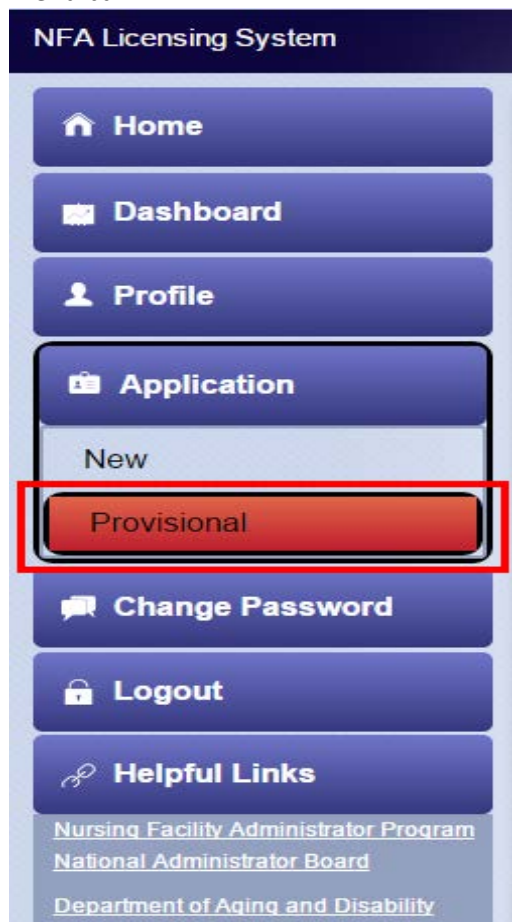 NFA Licensing System
Home
Dashboard
Profile
Application
New
Provisional
Change Password
Logout
Helpful Links
Nursing Facility Administrator Program
National Administrator Board
Department of Aging and Disability